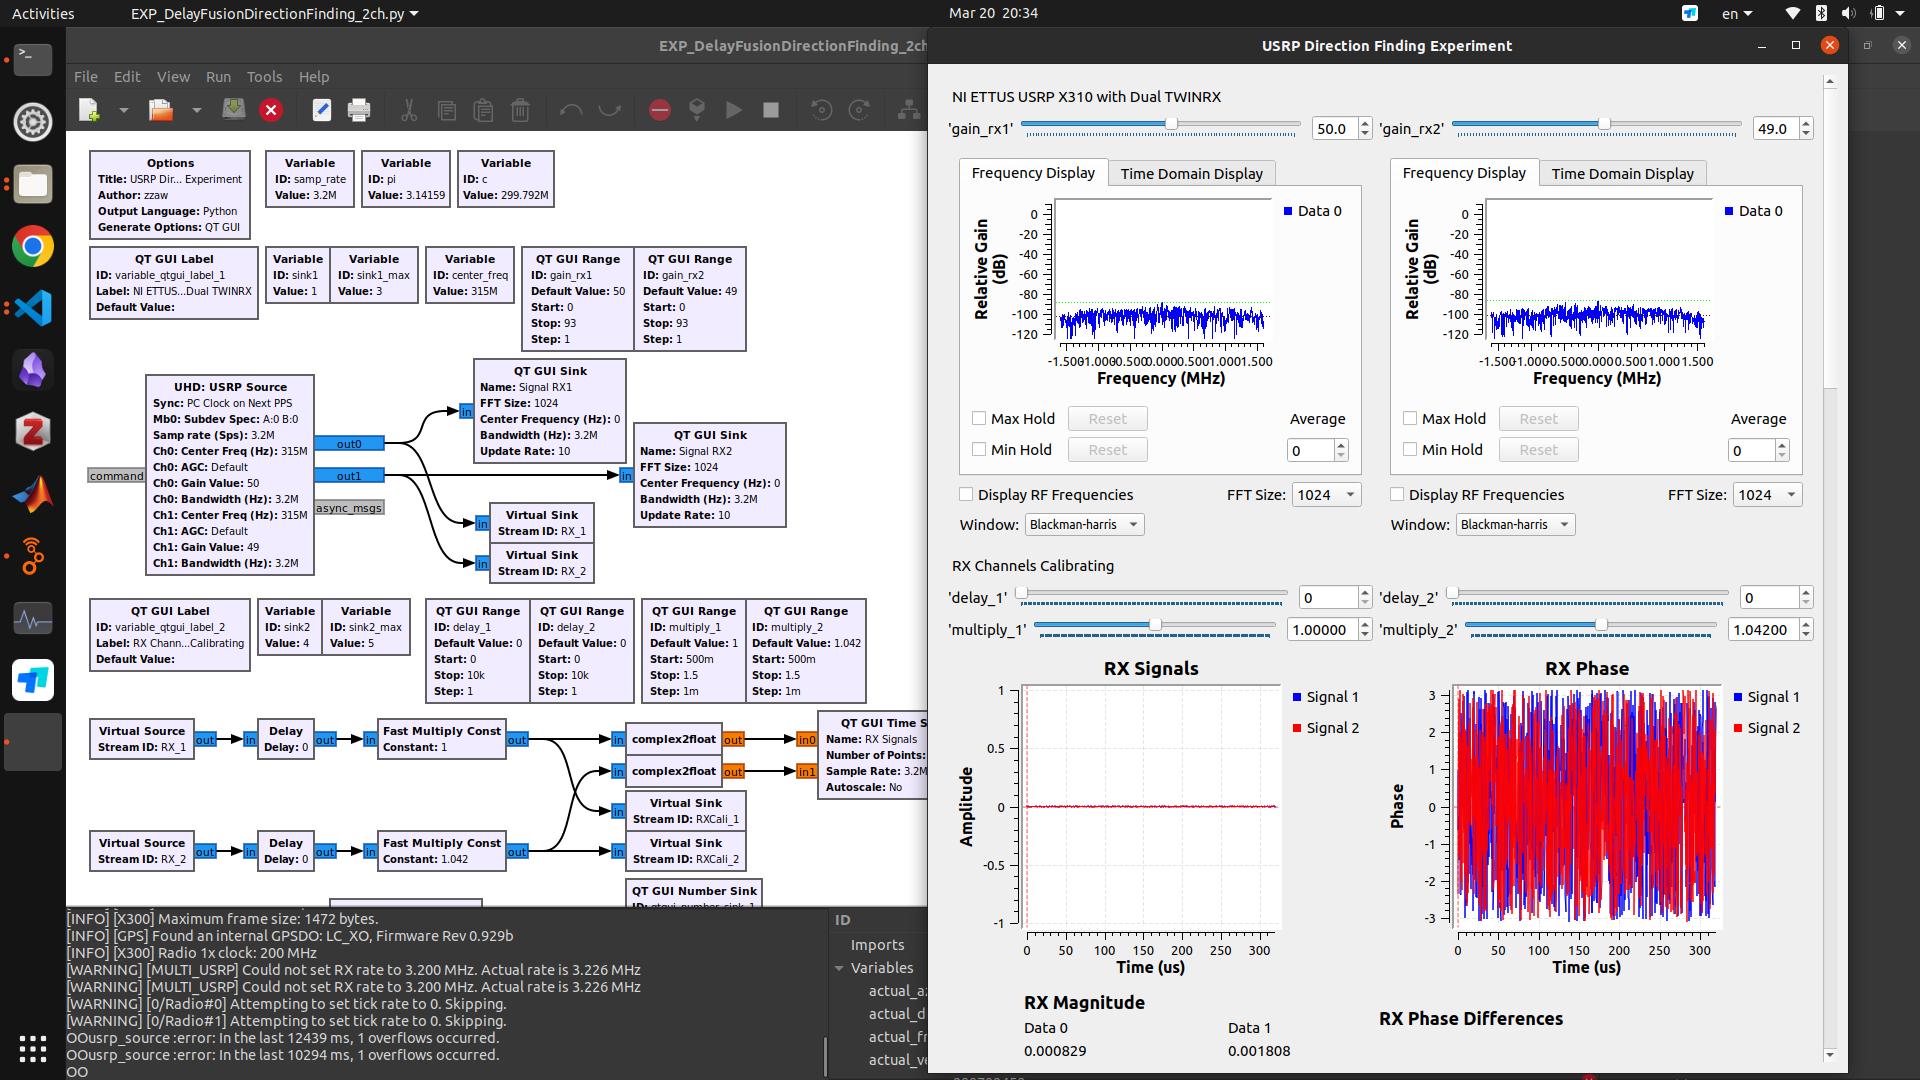 Activities
EXP_DelayFusionDirectionFinding_2ch.py
Mar 20 20:34
en
EXP_DelayFusionDirectionFinding_2ch
File Edit View Run Tools Help
Options
Title: USRP Dir... Experiment
Author: zzaw
Output Language: Python
Generate Options: QT GUI
Variable
ID: samp_rate
Value: 3.2M
Variable
ID: pi
Value: 3.14159
Variable
ID: c
Value: 299.792M
QT GUI Label
ID: variable_qtgui_label_1
Label: NI ETTUS...Dual TWINRX
Default Value:
Variable
ID: sink1
Value: 1
Variable
ID: sink1_max
Value: 3
Variable
ID: center_freq
Value: 315M
QT GUI Range
ID: gain_rx1
Default Value: 50
Start: 0
Stop: 93
Step: 1
QT GUI Range
ID: gain_rx2
Default Value: 49
Start: 0
Stop: 93
Step: 1
UHD: USRP Source
Sync: PC Clock on Next PPS
Mb0: Subdev Spec: A:0 B:0
Samp rate (Sps): 3.2M
Ch0: Center Freq (Hz): 315M
Ch0: AGC: Default
Ch0: Gain Value: 50
Ch0: Bandwidth (Hz): 3.2M
Ch1: Center Freq (Hz): 315M
Ch1: AGC: Default
Ch1: Gain Value: 49
Ch1: Bandwidth (Hz): 3.2M
command
out0
out1
async_msgs
in
QT GUI Sink
Name: Signal RX1
FFT Size: 1024
Center Frequency (Hz): 0
Bandwidth (Hz): 3.2M
Update Rate: 10
in
QT GUI Sink
Name: Signal RX2
FFT Size: 1024
Center Frequency (Hz): 0
Bandwidth (Hz): 3.2M
Update Rate: 10
in
Virtual Sink
Stream ID: RX_1
in
Virtual Sink
Stream ID: RX_2
QT GUI Label
ID: variable_qtgui_label_2
Label: RX Chann...Calibrating
Default Value:
Variable
ID: sink2
Value: 4
Variable
ID: sink2_max
Value: 5
QT GUI Range
ID: delay_1
Default Value: 0
Start: 0
Stop: 10k
Step: 1
QT GUI Range
ID: delay_2
Default Value: 0
Start: 0
Stop: 10k
Step: 1
QT GUI Range
ID: multiply_1
Default Value: 1
Start: 500m
Stop: 1.5
Step: 1m
QT GUI Range
ID: multiply_2
Default Value: 1.042
Start: 500m
Stop: 1.5
Step: 1m
Virtual Source
Stream ID: RX_1
out
in
Delay
Delay: 0
out
in
Fast Multiply Const
Constant: 1
out
in
complex2float
out
in
complex2float
out
in0
in1
QT GUI Time S
Name: RX Signals
Number of Points:
Sample Rate: 3.2M
Autoscale: No
in
Virtual Sink
Stream ID: RXCali_1
Virtual Source
Stream ID: RX_2
out
in
Delay
Delay: 0
out
in
Fast Multiply Const
Constant: 1.042
out
in
Virtual Sink
Stream ID: RXCali_2
QT GUI Number Sink
[INFO] [X300] Maximum frame size: 1472 bytes.
[INFO] [GPS] Found an internal GPSDO: LC_XO, Firmware Rev 0.929b
[INFO] [X300] Radio 1x clock: 200 MHz
[WARNING] [MULTI_USRP] Could not set RX rate to 3.200 MHz. Actual rate is 3.226 MHz
[WARNING] [MULTI_USRP] Could not set RX rate to 3.200 MHz. Actual rate is 3.226 MHz
[WARNING] [0/Radio#0] Attempting to set tick rate to 0. Skipping.
[WARNING] [0/Radio#1] Attempting to set tick rate to 0. Skipping.
OOusrp_source :error: In the last 12439 ms, 1 overflows occurred.
OOusrp_source :error: In the last 10294 ms, 1 overflows occurred.
OO
ID
Imports
Variables
actual_a
actual_d
actual_f
actual_v
USRP Direction Finding Experiment
NI ETTUS USRP X310 with Dual TWINRX
'gain_rx1' 50.0
'gain_rx2' 49.0
Frequency Display Time Domain Display
Relative Gain
(dB)
0
-20
-40
-60
-80
-100
-120
Data 0
-1.500 -1.000 -0.500 0.000 0.500 1.000 1.500
Frequency (MHz)
Max Hold Reset Average
Min Hold Reset 0
Display RF Frequencies FFT Size: 1024
Window: Blackman-harris
Frequency Display Time Domain Display
Relative Gain
(dB)
0
-20
-40
-60
-80
-100
-120
Data 0
-1.500 -1.000 -0.500 0.000 0.500 1.000 1.500
Frequency (MHz)
Max Hold Reset Average
Min Hold Reset 0
Display RF Frequencies FFT Size: 1024
Window: Blackman-harris
RX Channels Calibrating
'delay_1' 0
'delay_2' 0
'multiply_1' 1.00000
'multiply_2' 1.04200
RX Signals
Amplitude
1
0.5
0
-0.5
-1
Signal 1
Signal 2
0 50 100 150 200 250 300
Time (us)
RX Phase
Phase
3
2
1
0
-1
-2
-3
Signal 1
Signal 2
0 50 100 150 200 250 300
Time (us)
RX Magnitude
Data 0 Data 1
0.000829 0.001808
RX Phase Differences